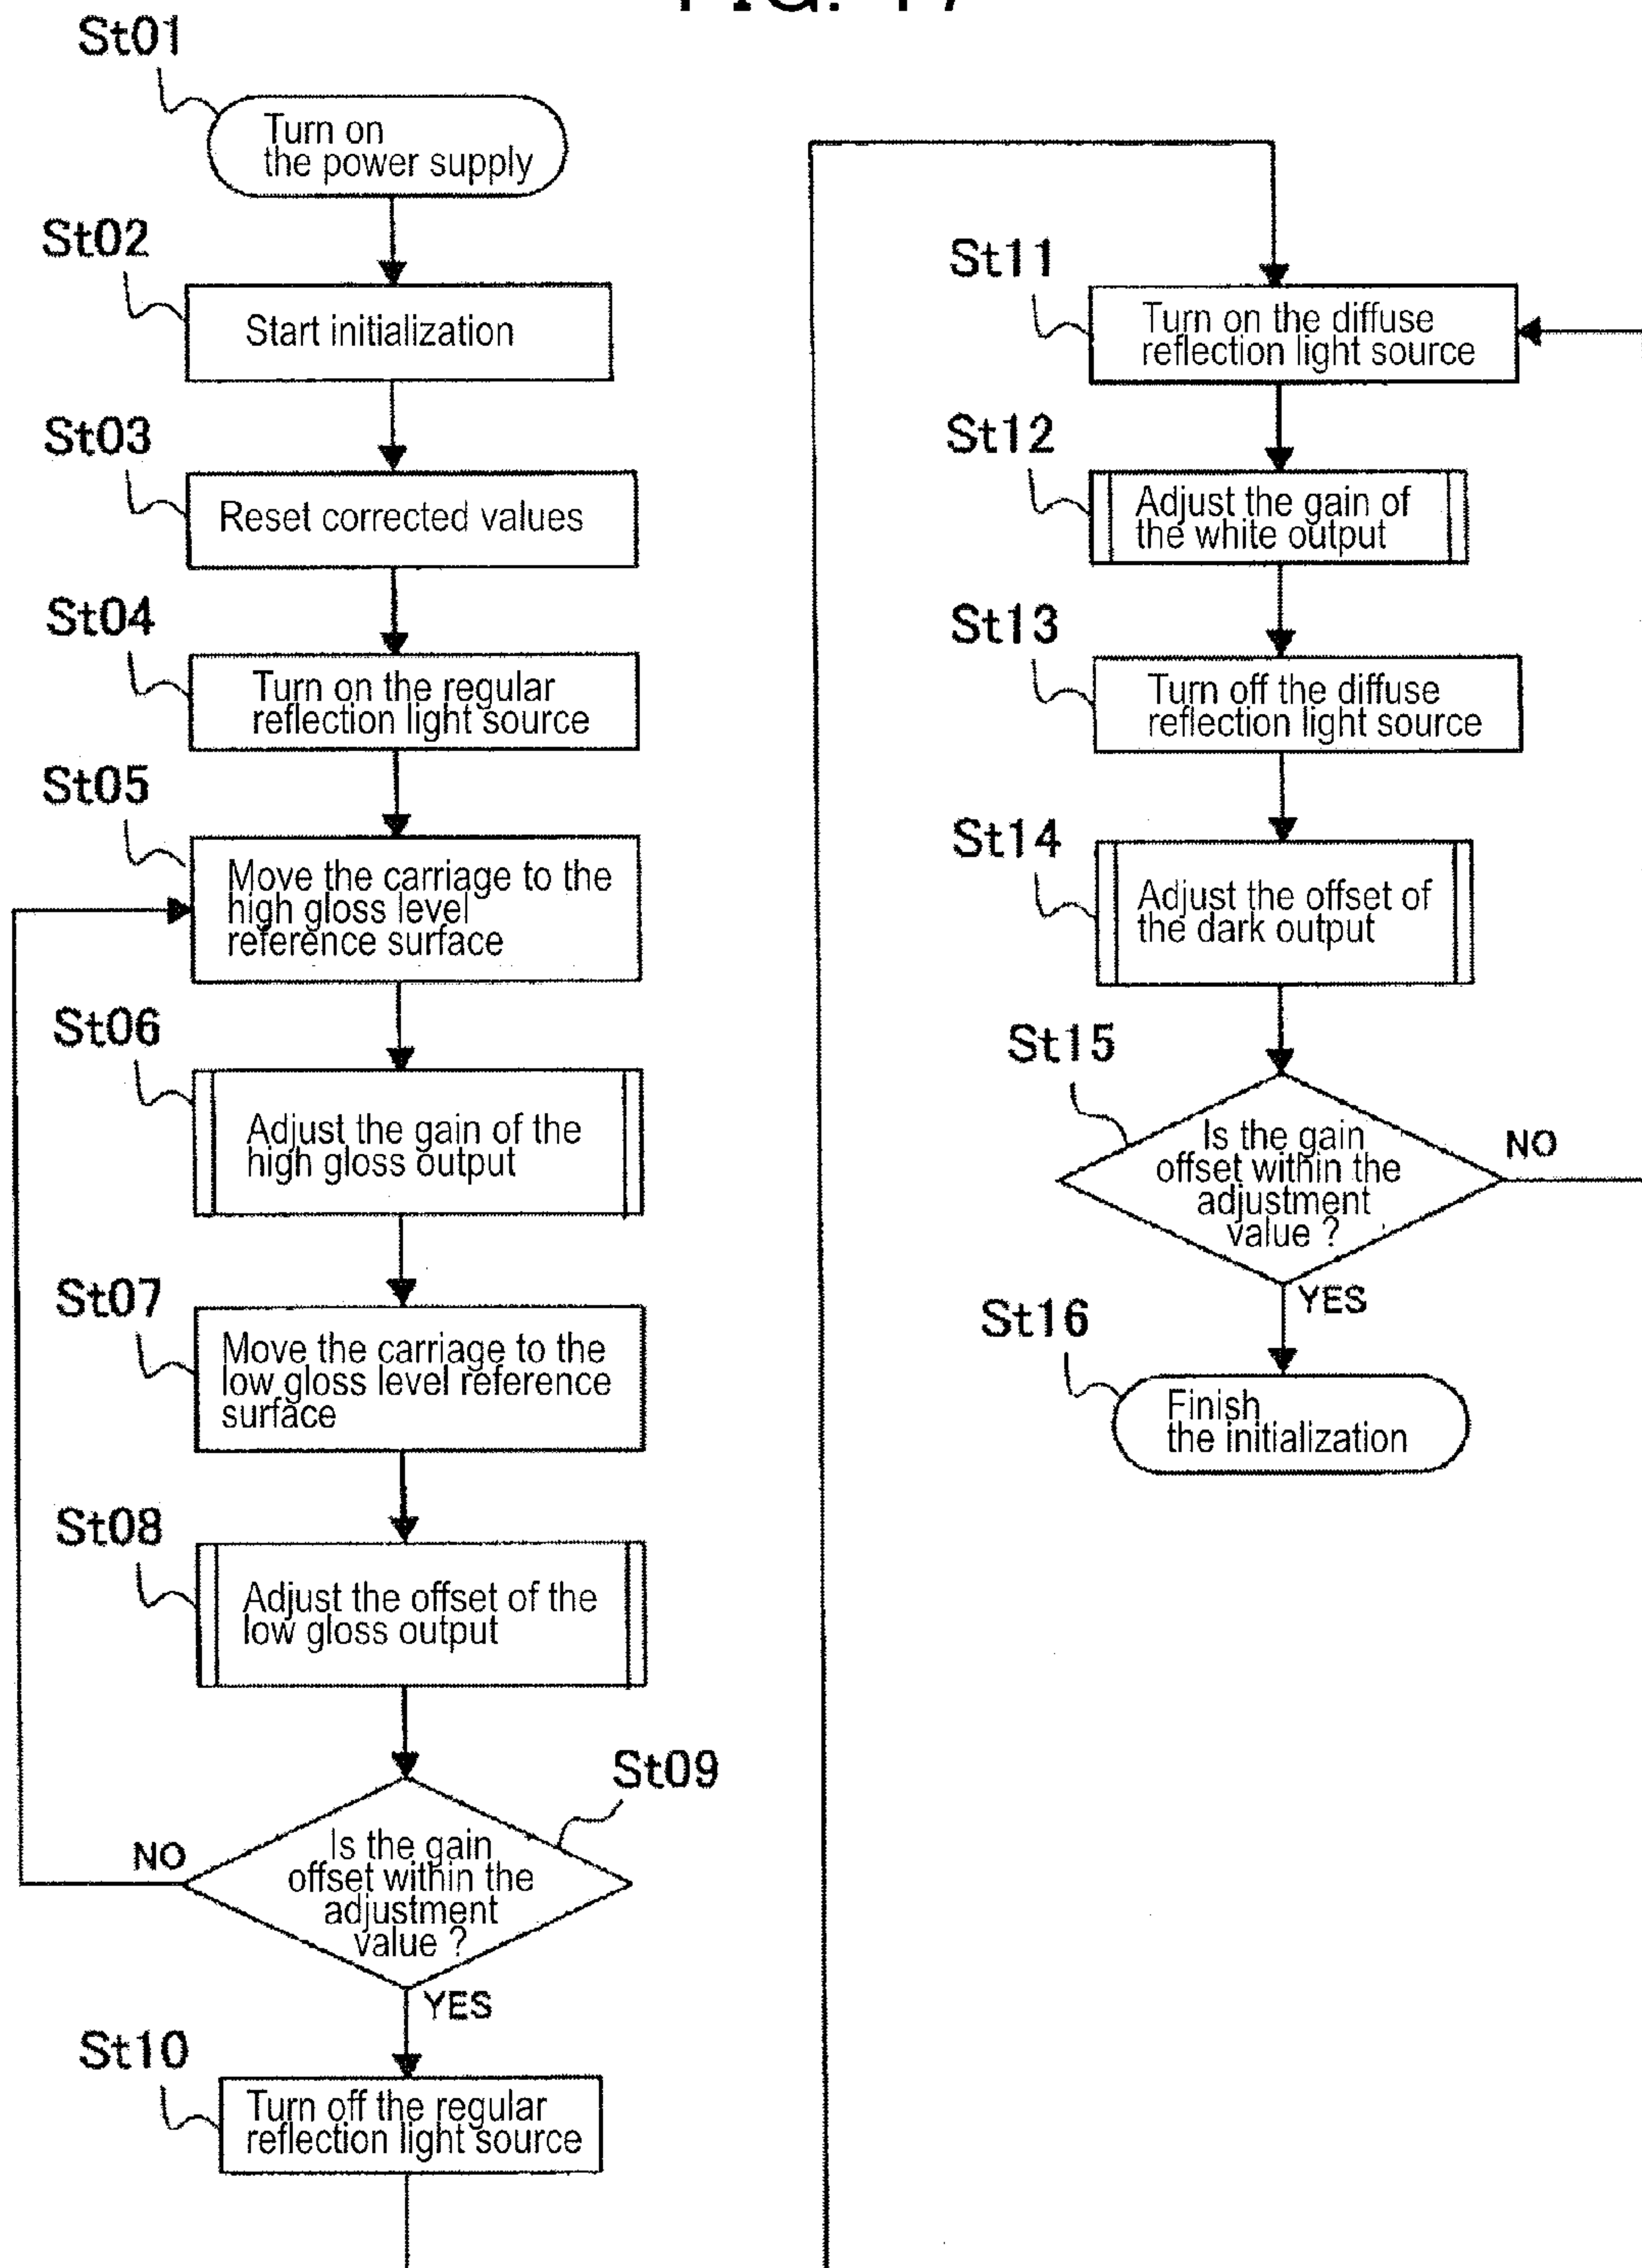 St01
Turn on
the power supply
St02
Start initialization
St03
Reset corrected values
St04
Turn on the regular
reflection light source
St05
Move the carriage to the
high gloss level
reference surface
St06
Adjust the gain of the
high gloss output
St07
Move the carriage to the
low gloss level reference
surface
St08
Adjust the offset of the
low gloss output
St09
Is the gain
offset within the
adjustment
value ?
NO
YES
St10
Turn off the regular
reflection light source
St11
Turn on the diffuse
reflection light source
St12
Adjust the gain of
the white output
St13
Turn off the diffuse
reflection light source
St14
Adjust the offset of
the dark output
St15
Is the gain
offset within the
adjustment
value ?
NO
YES
St16
Finish
the initialization